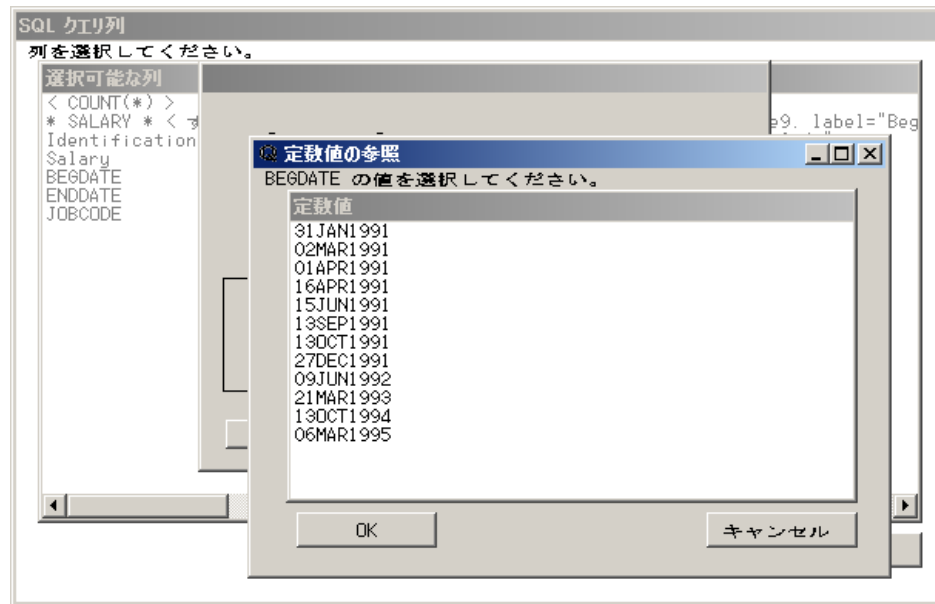 SQL クエリ列
列を選択してください。
選択可能な列
< COUNT(*) >
* SALARY * < す
Identification
Salary
BEGDATE
ENDDATE
JOBCODE
e9. label="Beg
定数値の参照
BEGDATE の値を選択してください。
定数値
31JAN1991
02MAR1991
01APR1991
16APR1991
15JUN1991
13SEP1991
13OCT1991
27DEC1991
09JUN1992
21MAR1993
13OCT1994
06MAR1995
OK
キャンセル